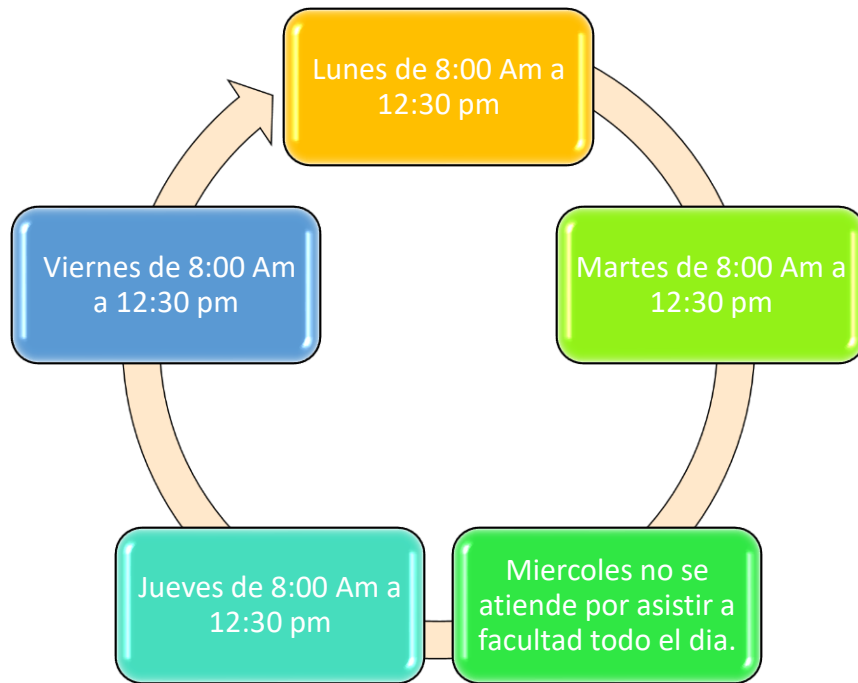 Lunes de 8:00 Am a
12:30 pm
Martes de 8:00 Am a
12:30 pm
Miercoles no se
atiende por asistir a
facultad todo el dia.
Jueves de 8:00 Am a
12:30 pm
Viernes de 8:00 Am
a 12:30 pm